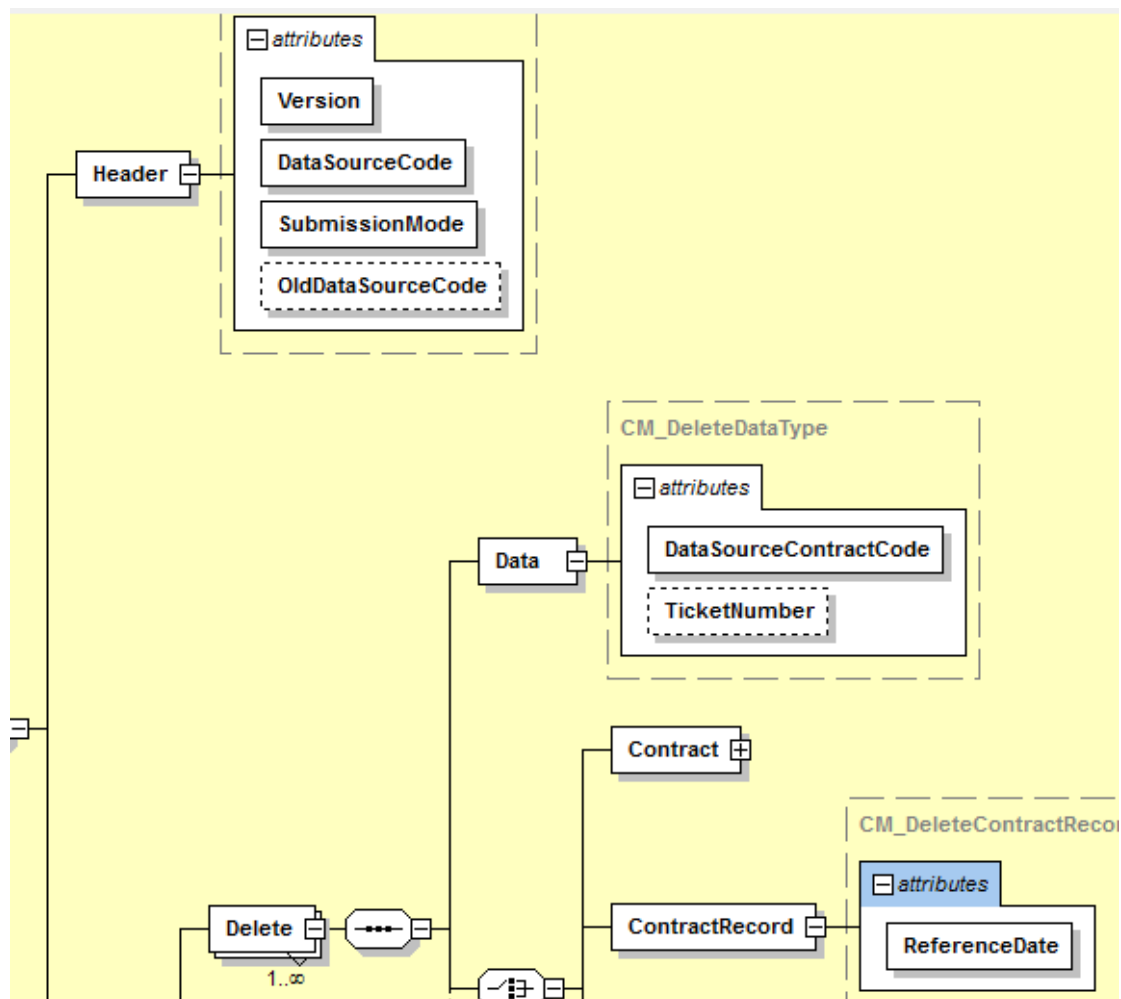 attributes
Version
DataSourceCode
Header
SubmissionMode
OldDataSourceCode
CM_DeleteDataType
attributes
Data
DataSourceContractCode
TicketNumber
Contract
CM_DeleteContractRecor
attributes
Delete
ContractRecord
ReferenceDate
1..∞